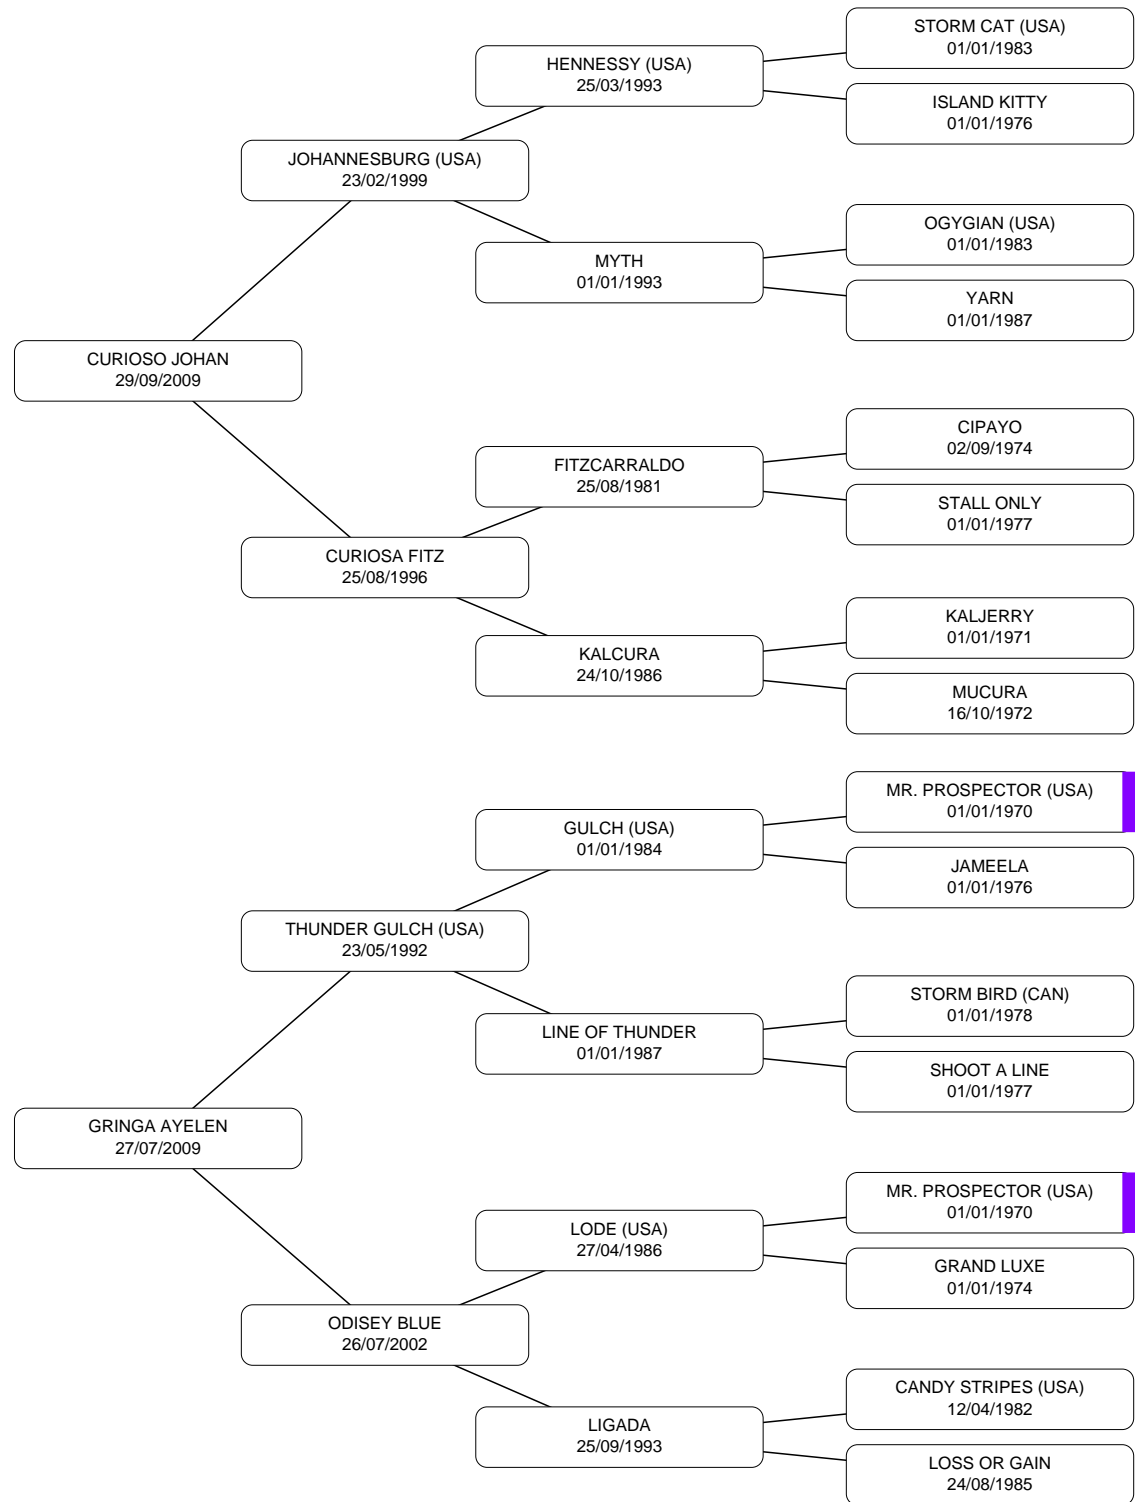 STORM CAT (USA)
01/01/1983
HENNESSY (USA)
25/03/1993
ISLAND KITTY
01/01/1976
JOHANNESBURG (USA)
23/02/1999
OGYGIAN (USA)
01/01/1983
MYTH
01/01/1993
YARN
01/01/1987
CURIOSO JOHAN
29/09/2009
CIPAYO
02/09/1974
FITZCARRALDO
25/08/1981
STALL ONLY
01/01/1977
CURIOSA FITZ
25/08/1996
KALJERRY
01/01/1971
KALCURA
24/10/1986
MUCURA
16/10/1972
MR. PROSPECTOR (USA)
01/01/1970
GULCH (USA)
01/01/1984
JAMEELA
01/01/1976
THUNDER GULCH (USA)
23/05/1992
STORM BIRD (CAN)
01/01/1978
LINE OF THUNDER
01/01/1987
SHOOT A LINE
01/01/1977
GRINGA AYELEN
27/07/2009
MR. PROSPECTOR (USA)
01/01/1970
LODE (USA)
27/04/1986
GRAND LUXE
01/01/1974
ODISEY BLUE
26/07/2002
CANDY STRIPES (USA)
12/04/1982
LIGADA
25/09/1993
LOSS OR GAIN
24/08/1985